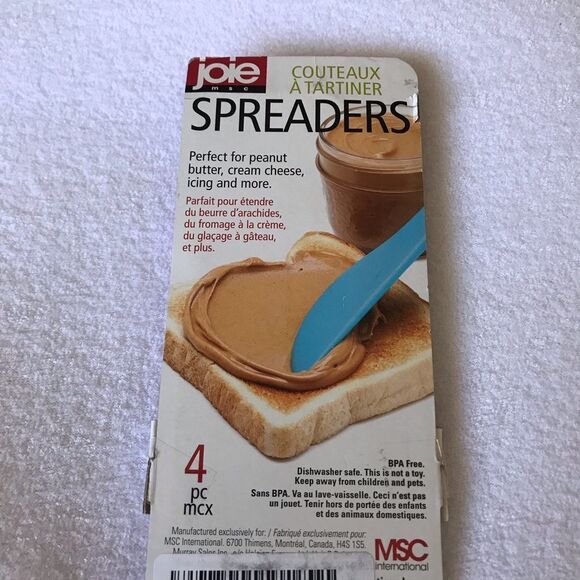 joie
msc
COUTEAUX
À TARTINER
SPREADERS
Perfect for peanut
butter, cream cheese,
icing and more.
Parfait pour étendre
du beurre d'arachides,
du fromage à la crème,
du glaçage à gâteau,
et plus.
4
pc
mcx
BPA Free.
Dishwasher safe. This is not a toy.
Keep away from children and pets.
Sans BPA. Va au lave-vaisselle. Ceci n'est pas
un jouet. Tenir hors de portée des enfants
et des animaux domestiques.
Manufactured exclusively for: / Fabriqué exclusivement pour:
MSC International. 6700 Thimens, Montréal, Canada, H4S 1S5.
Murray Sales Inc.
MSC
international